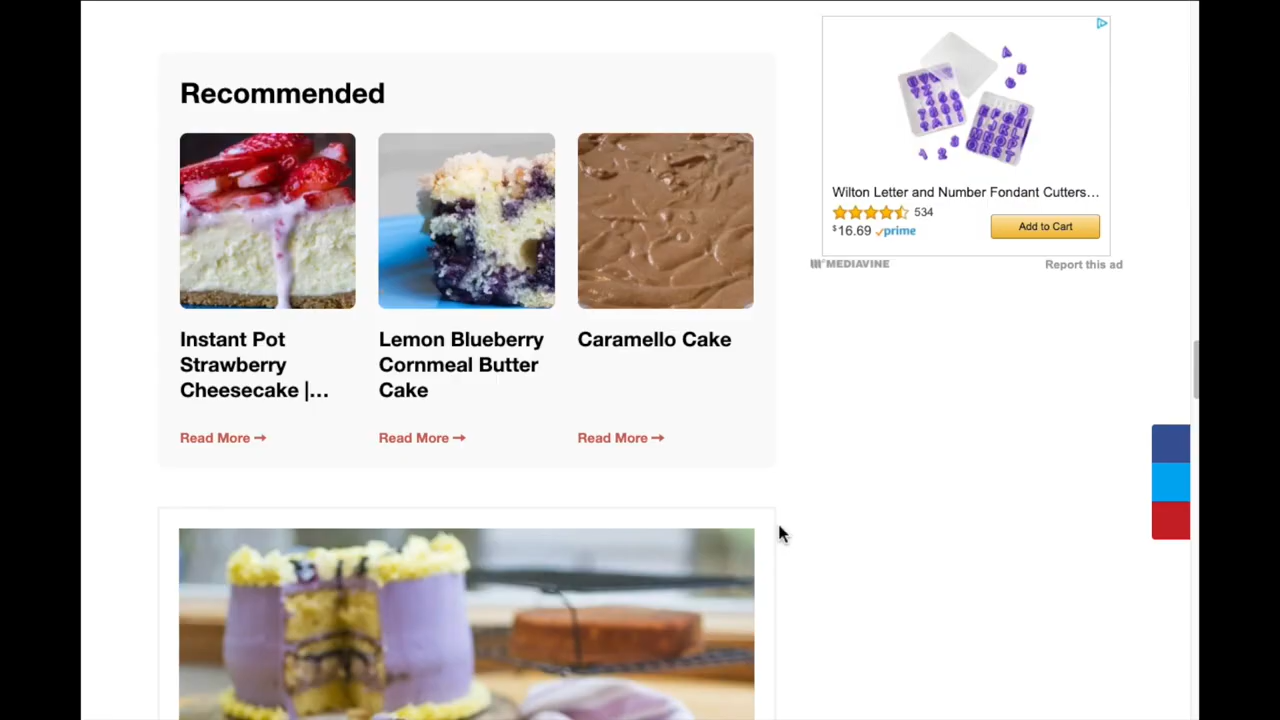 Recommended
Instant Pot
Strawberry
Cheesecake |...
Read More →
Lemon Blueberry
Cornmeal Butter
Cake
Read More →
Caramello Cake
Read More →
Wilton Letter and Number Fondant Cutters...
534
$16.69 prime
Add to Cart
MEDIAVINE
Report this ad